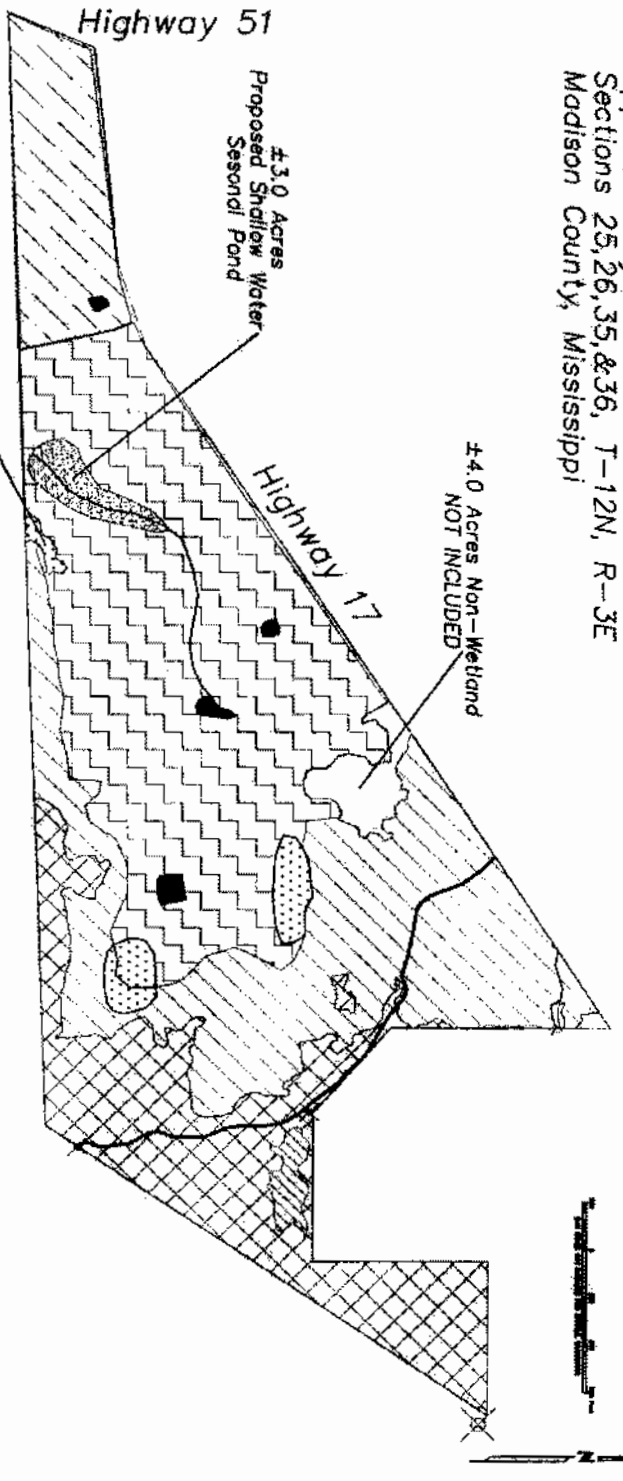 Highway 51
Sections 25,26,35,&36, T-12N, R-3E
Madison County, Mississippi
±3.0 Acres
Proposed Shallow Water
Sesonal Pond
±4.0 Acres Non-Wetland
NOT INCLUDED
Highway 17
N